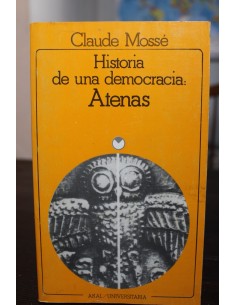 Claude Mossé
Historia
de una democracia:
Atenas
AKAL/UNIVERSITARIA